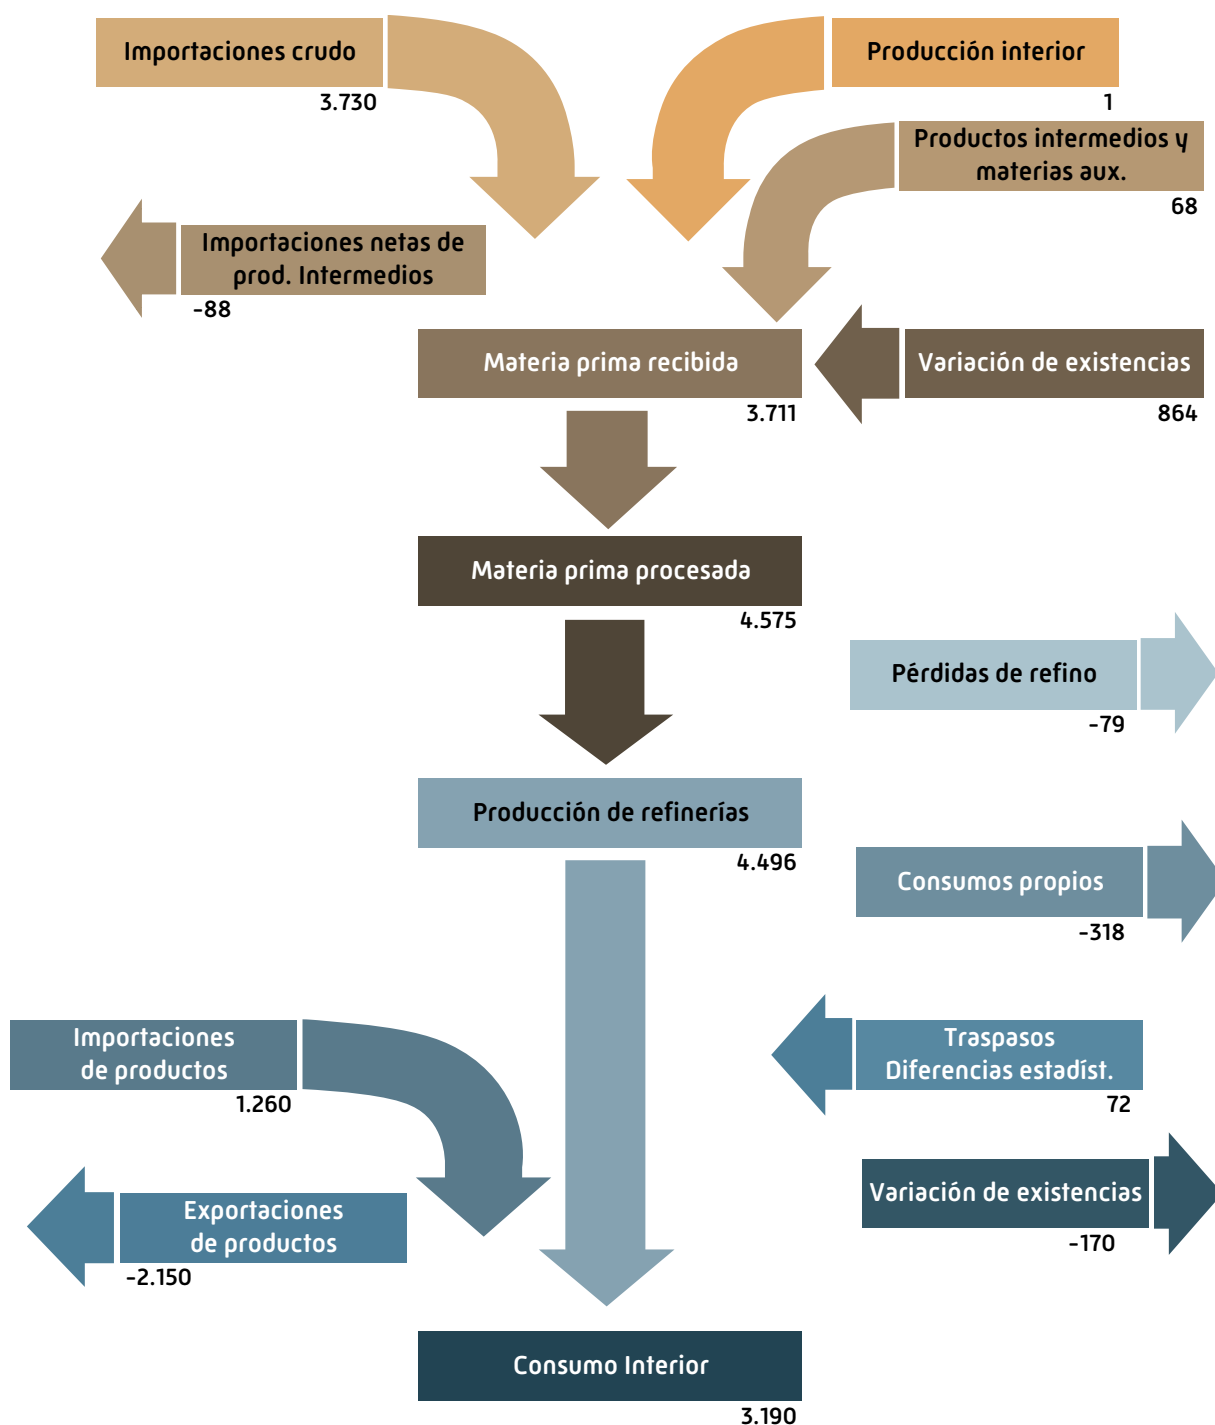 Importaciones crudo
3.730
Producción interior
1
Productos intermedios y
materias aux.
68
Importaciones netas de
prod. Intermedios
-88
Materia prima recibida
3.711
Variación de existencias
864
Materia prima procesada
4.575
Pérdidas de refino
-79
Producción de refinerías
4.496
Consumos propios
-318
Importaciones
de productos
1.260
Traspasos
Diferencias estadíst.
72
Exportaciones
de productos
-2.150
Variación de existencias
-170
Consumo Interior
3.190